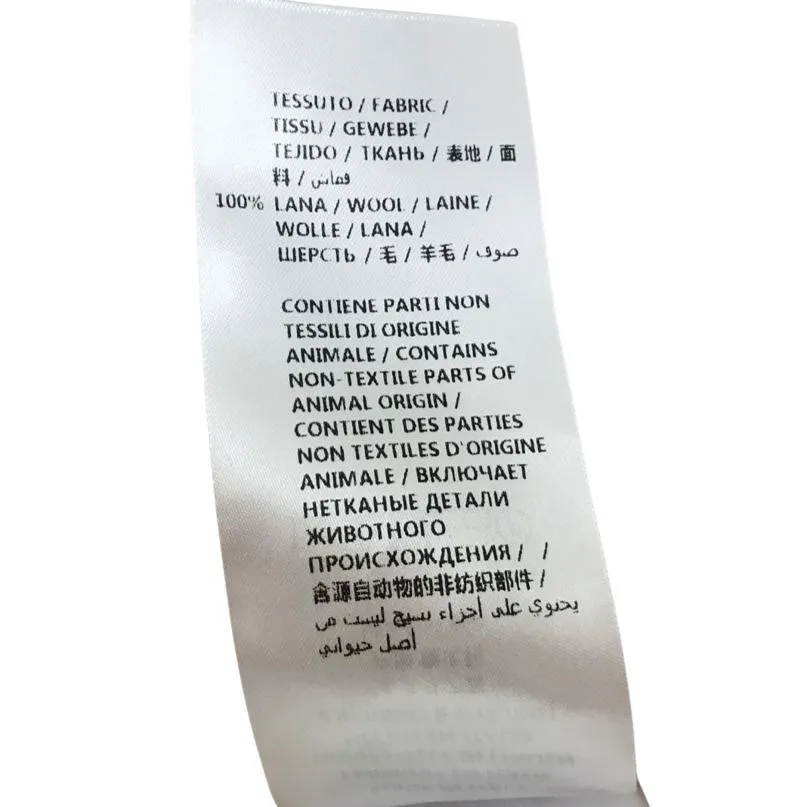 TESSUTO / FABRIC /
TISSU / GEWEBE /
TEJIDO / ТКАНЬ / 表地 / 面
料 / قماش
100% LANA / WOOL / LAINE /
WOLLE / LANA /
ШЕРСТЬ / 毛 / 羊毛 / صوف
CONTIENE PARTI NON
TESSILI DI ORIGINE
ANIMALE / CONTAINS
NON-TEXTILE PARTS OF
ANIMAL ORIGIN /
CONTIENT DES PARTIES
NON TEXTILES D'ORIGINE
ANIMALE / ВКЛЮЧАЕТ
НЕТКАНЫЕ ДЕТАЛИ
ЖИВОТНОГО
ПРОИСХОЖДЕНИЯ / /
含源自动物的非纺织部件 /
يحتوي على أجزاء نسيج ليست من
أصل حيواني